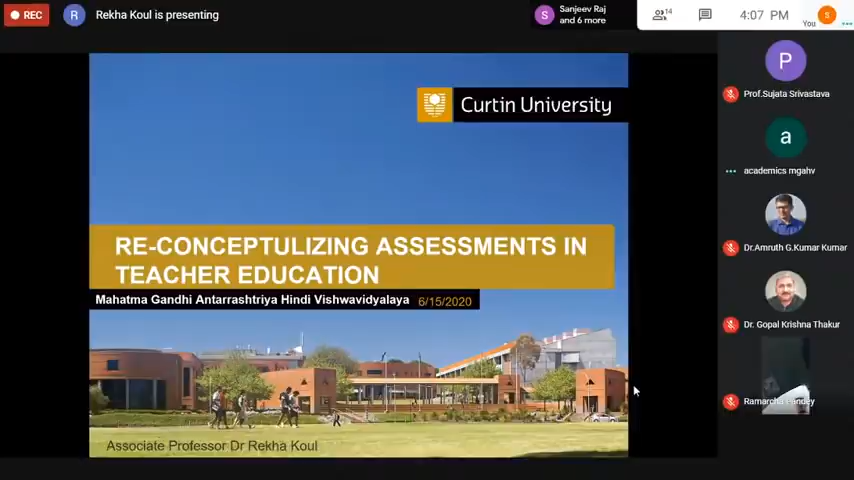 REC
R
Rekha Koul is presenting
S
Sanjeev Raj
and 6 more
14
4:07 PM
You
S
Curtin University
RE-CONCEPTULIZING ASSESSMENTS IN
TEACHER EDUCATION
Mahatma Gandhi Antarrashtriya Hindi Vishwavidyalaya 6/15/2020
Associate Professor Dr Rekha Koul
P
Prof.Sujata Srivastava
a
academics mgahv
Dr.Amruth G.Kumar Kumar
Dr. Gopal Krishna Thakur
Ramarcha Pandey